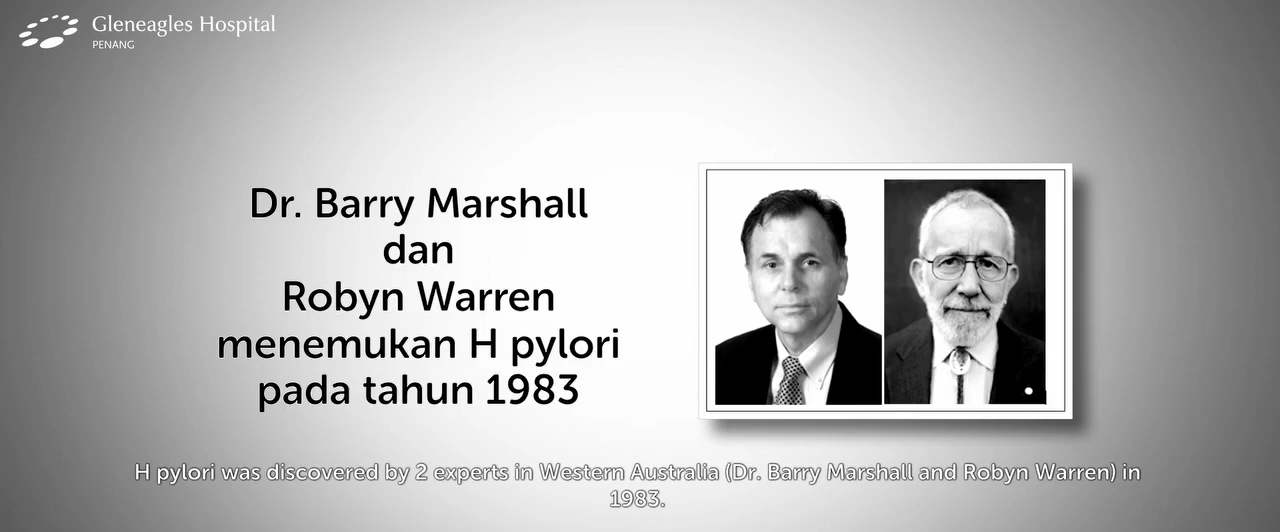 Gleneagles Hospital
PENANG
Dr. Barry Marshall
dan
Robyn Warren
menemukan H pylori
pada tahun 1983
H pylori was discovered by 2 experts in Western Australia (Dr. Barry Marshall and Robyn Warren) in
1983.